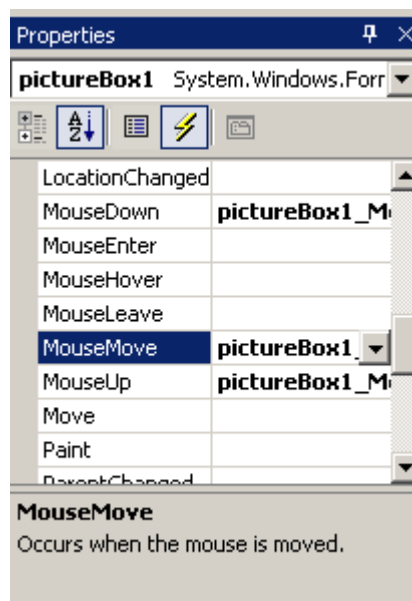 Properties
pictureBox1 System.Windows.Forr
LocationChanged
MouseDown pictureBox1_M
MouseEnter
MouseHover
MouseLeave
MouseMove pictureBox1_
MouseUp pictureBox1_M
Move
Paint
ParentChanged
MouseMove
Occurs when the mouse is moved.